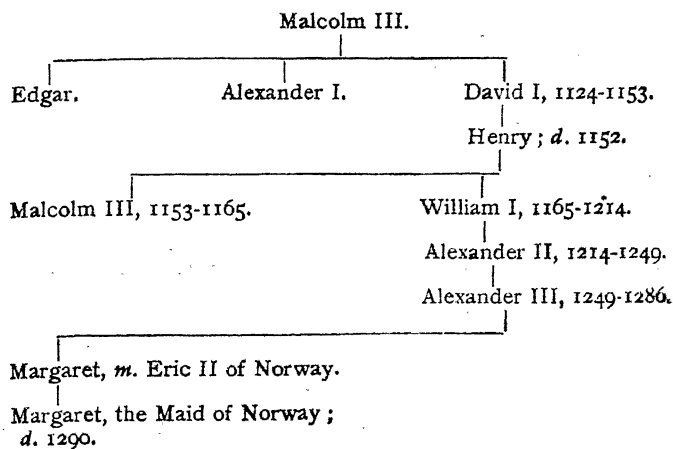 Malcolm III.
Edgar. Alexander I. David I, 1124-1153.
Henry; d. 1152.
Malcolm III, 1153-1165. William I, 1165-1214.
Alexander II, 1214-1249.
Alexander III, 1249-1286.
Margaret, m. Eric II of Norway.
Margaret, the Maid of Norway;
d. 1290.